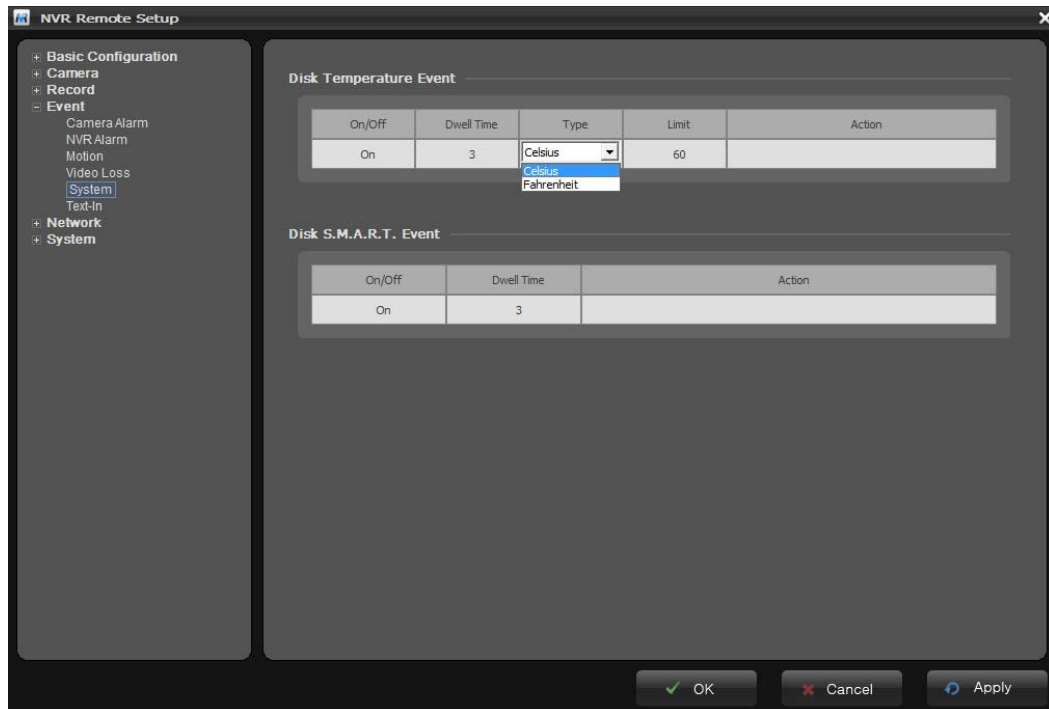 NVR Remote Setup
Basic Configuration
Camera
Record
Event
Camera Alarm
NVR Alarm
Motion
Video Loss
System
Text-In
Network
System
Disk Temperature Event
On/Off Dwell Time Type Limit Action
On 3 Celsius 60
Celsius
Fahrenheit
Disk S.M.A.R.T. Event
On/Off Dwell Time Action
On 3
OK Cancel Apply